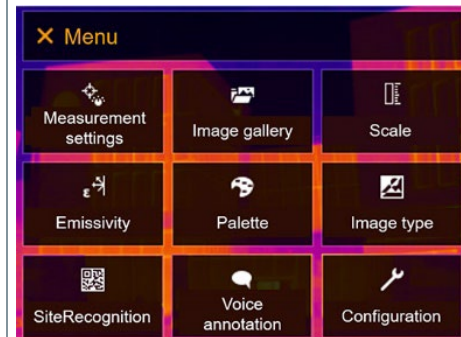 × Menu
Measurement
settings
Image gallery
Scale
ε
Emissivity
Palette
Image type
SiteRecognition
Voice
annotation
Configuration